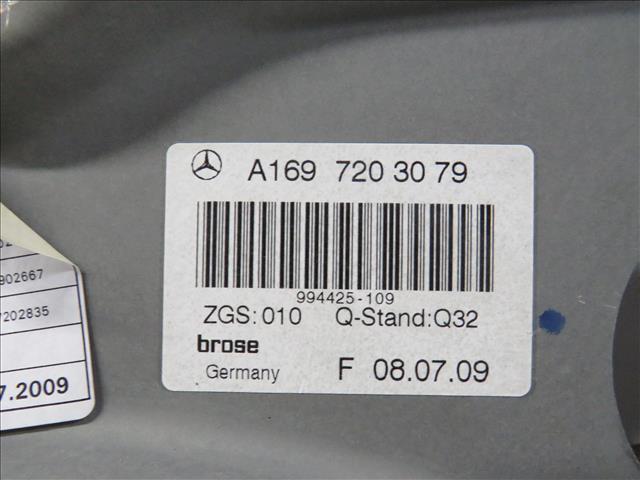 A169 720 30 79
994425-109
ZGS:010 Q-Stand:Q32
brose
Germany F 08.07.09
902667
7202835
7.2009